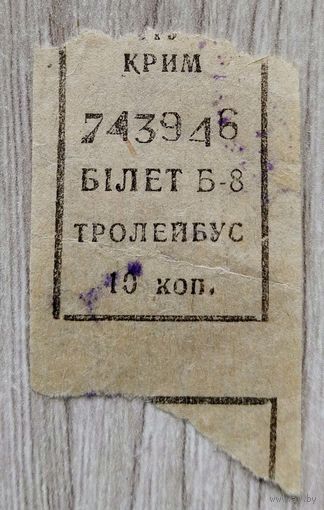 КРИМ
743946
БІЛЕТ Б-8
ТРОЛЕЙБУС
10 коп.